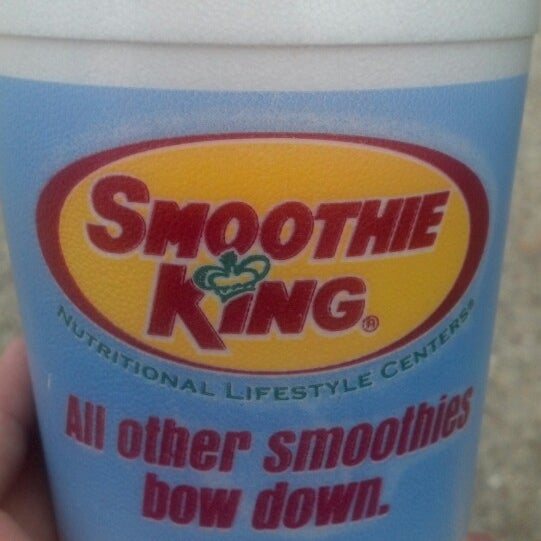 SMOOTHIE
KING®
NUTRITIONAL LIFESTYLE CENTERS®
All other smoothies
bow down.